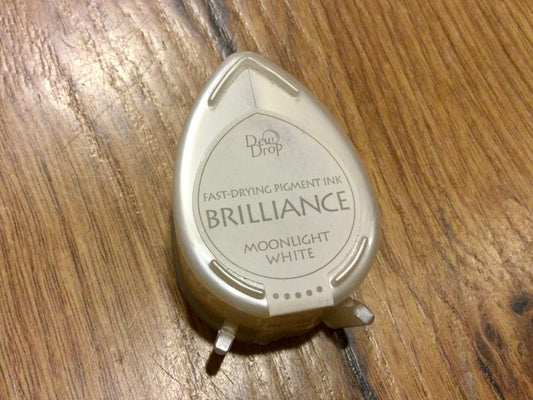 Dew
Drop
FAST-DRYING PIGMENT INK
BRILLIANCE
MOONLIGHT
WHITE